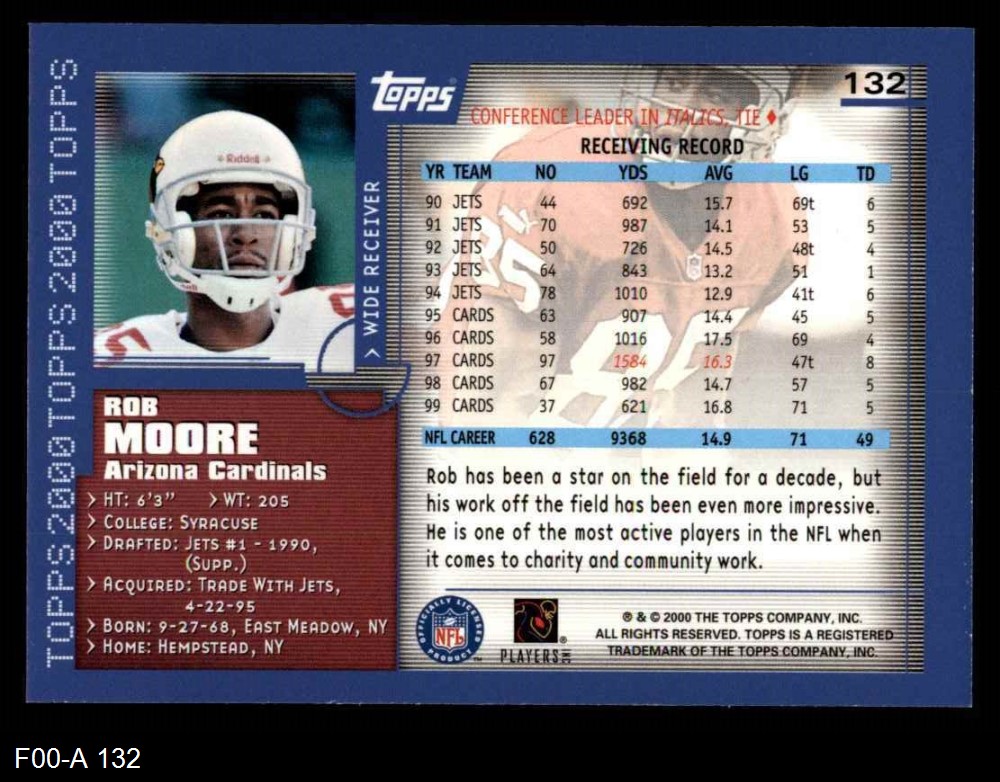 TOPPS2000TOPPS2000TOPPS2000TOPPS
Riddell
TOPPS
132
CONFERENCE LEADER IN ITALICS, TIE ♦
RECEIVING RECORD
YR TEAM NO YDS AVG LG TD
90 JETS 44 692 15.7 69t 6
91 JETS 70 987 14.1 53 5
92 JETS 50 726 14.5 48t 4
93 JETS 64 843 13.2 51 1
94 JETS 78 1010 12.9 41t 6
95 CARDS 63 907 14.4 45 5
96 CARDS 58 1016 17.5 69 4
97 CARDS 97 1584 16.3 47t 8
98 CARDS 67 982 14.7 57 5
99 CARDS 37 621 16.8 71 5
NFL CAREER 628 9368 14.9 71 49
> WIDE RECEIVER
ROB
MOORE
Arizona Cardinals
> HT: 6'3" > WT: 205
> COLLEGE: SYRACUSE
> DRAFTED: JETS #1 - 1990,
(SUPP.)
> ACQUIRED: TRADE WITH JETS,
4-22-95
> BORN: 9-27-68, EAST MEADOW, NY
> HOME: HEMPSTEAD, NY
Rob has been a star on the field for a decade, but
his work off the field has been even more impressive.
He is one of the most active players in the NFL when
it comes to charity and community work.
OFFICIALLY LICENSED
NFL
PRODUCT
PLAYERS INC
® & © 2000 THE TOPPS COMPANY, INC.
ALL RIGHTS RESERVED. TOPPS IS A REGISTERED
TRADEMARK OF THE TOPPS COMPANY, INC.
F00-A 132